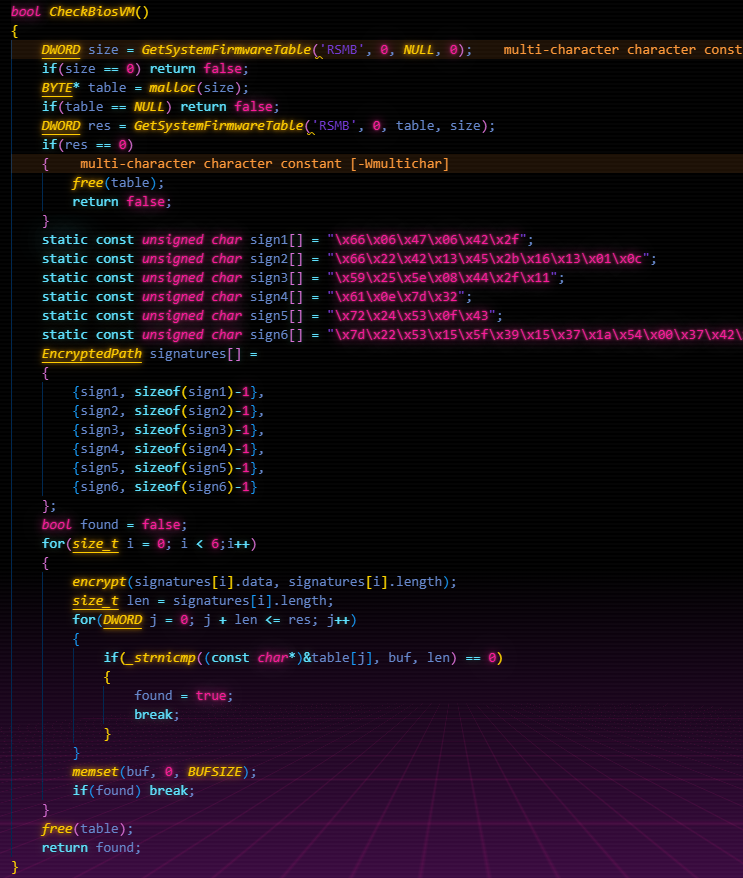 bool CheckBiosVM()
{
    DWORD size = GetSystemFirmwareTable('RSMB', 0, NULL, 0);    multi-character character const
    if(size == 0) return false;
    BYTE* table = malloc(size);
    if(table == NULL) return false;
    DWORD res = GetSystemFirmwareTable('RSMB', 0, table, size);
    if(res == 0)
    {    multi-character character constant [-Wmultichar]
        free(table);
        return false;
    }
    static const unsigned char sign1[] = "\x66\x06\x47\x06\x42\x2f";
    static const unsigned char sign2[] = "\x66\x22\x42\x13\x45\x2b\x16\x13\x01\x0c";
    static const unsigned char sign3[] = "\x59\x25\x5e\x08\x44\x2f\x11";
    static const unsigned char sign4[] = "\x61\x0e\x7d\x32";
    static const unsigned char sign5[] = "\x72\x24\x53\x0f\x43";
    static const unsigned char sign6[] = "\x7d\x22\x53\x15\x5f\x39\x15\x37\x1a\x54\x00\x37\x42\
    EncryptedPath signatures[] =
    {
        {sign1, sizeof(sign1)-1},
        {sign2, sizeof(sign2)-1},
        {sign3, sizeof(sign3)-1},
        {sign4, sizeof(sign4)-1},
        {sign5, sizeof(sign5)-1},
        {sign6, sizeof(sign6)-1}
    };
    bool found = false;
    for(size_t i = 0; i < 6;i++)
    {
        encrypt(signatures[i].data, signatures[i].length);
        size_t len = signatures[i].length;
        for(DWORD j = 0; j + len <= res; j++)
        {
            if(_strnicmp((const char*)&table[j], buf, len) == 0)
            {
                found = true;
                break;
            }
        }
        memset(buf, 0, BUFSIZE);
        if(found) break;
    }
    free(table);
    return found;
}